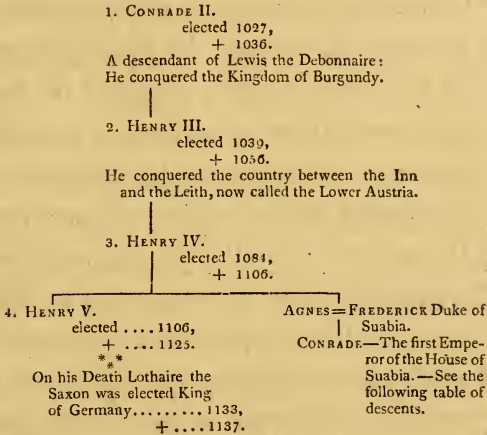 1. CONRADE II.
elected 1027,
+ 1036.
A descendant of Lewis the Debonnaire:
He conquered the Kingdom of Burgundy.
2. HENRY III.
elected 1039,
+ 1056.
He conquered the country between the Inn
and the Leith, now called the Lower Austria.
3. HENRY IV.
elected 1084,
+ 1106.
4. HENRY V.
elected .... 1106,
+ .... 1125.
***
On his Death Lothaire the
Saxon was elected King
of Germany......... 1133,
+ .... 1137.
AGNES=FREDERICK Duke of
Suabia.
CONRADE.—The first Empe-
ror of the House of
Suabia.—See the
following table of
descents.